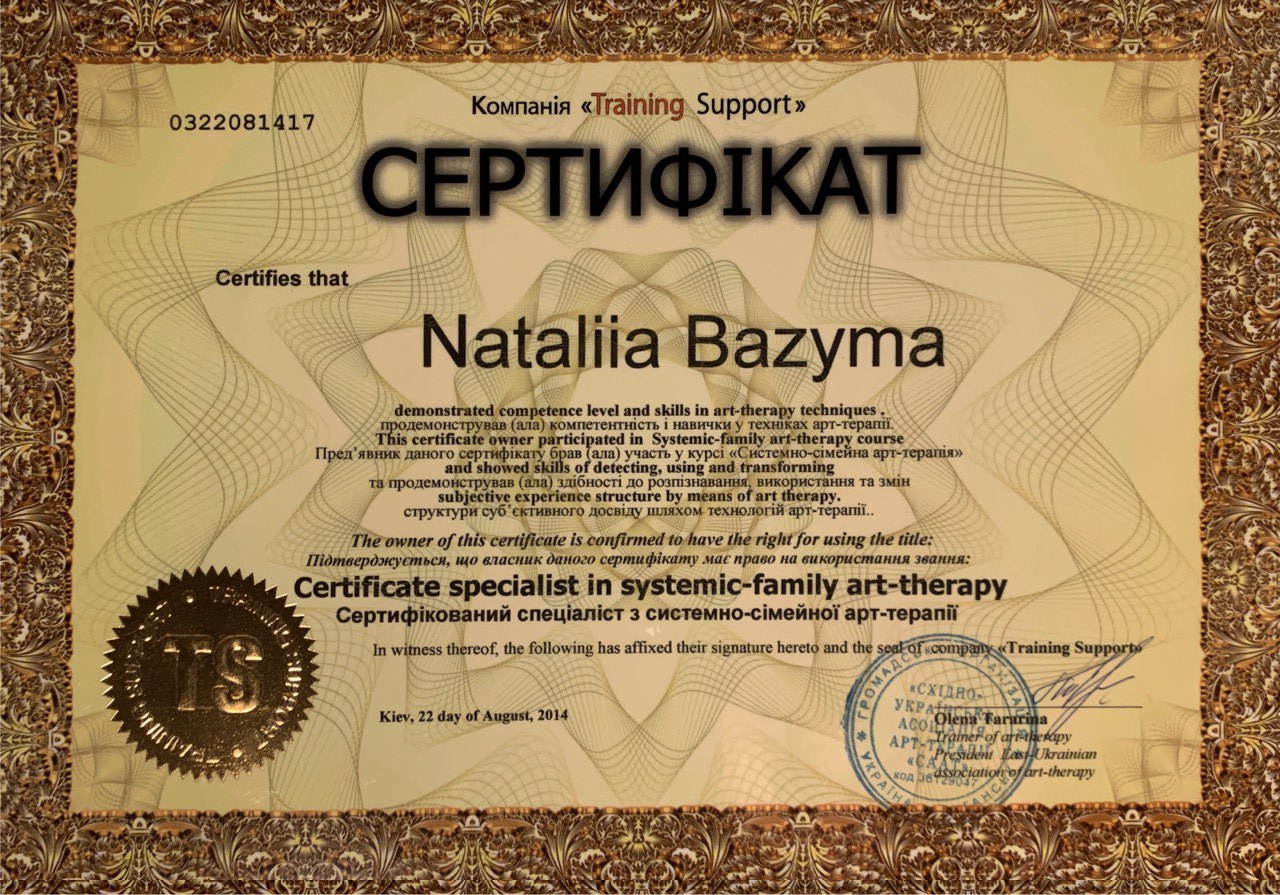 0322081417
Компанія «Training Support»
СЕРТИФІКАТ
Certifies that
Nataliia Bazyma
demonstrated competence level and skills in art-therapy techniques .
продемонстрував (ала) компетентність і навички у техніках арт-терапії.
This certificate owner participated in Systemic-family art-therapy course
Пред’явник даного сертифікату брав (ала) участь у курсі «Системно-сімейна арт-терапія»
and showed skills of detecting, using and transforming
та продемонстрував (ала) здібності до розпізнавання, використання та змін
subjective experience structure by means of art therapy.
структури суб’єктивного досвіду шляхом технологій арт-терапії..
The owner of this certificate is confirmed to have the right for using the title:
Підтверджується, що власник даного сертифікату має право на використання звання:
Certificate specialist in systemic-family art-therapy
Сертифікований спеціаліст з системно-сімейної арт-терапії
In witness thereof, the following has affixed their signature hereto and the seal of company «Training Support»
Kiev, 22 day of August, 2014
Olena Tararina
Trainer of art-therapy
President East-Ukrainian
association of art-therapy
TS
TRAINING SUPPORT
«СХІДНО-
УКРАЇНСЬКА
АСОЦІАЦІЯ
АРТ-ТЕРАПІЇ
код 36129047